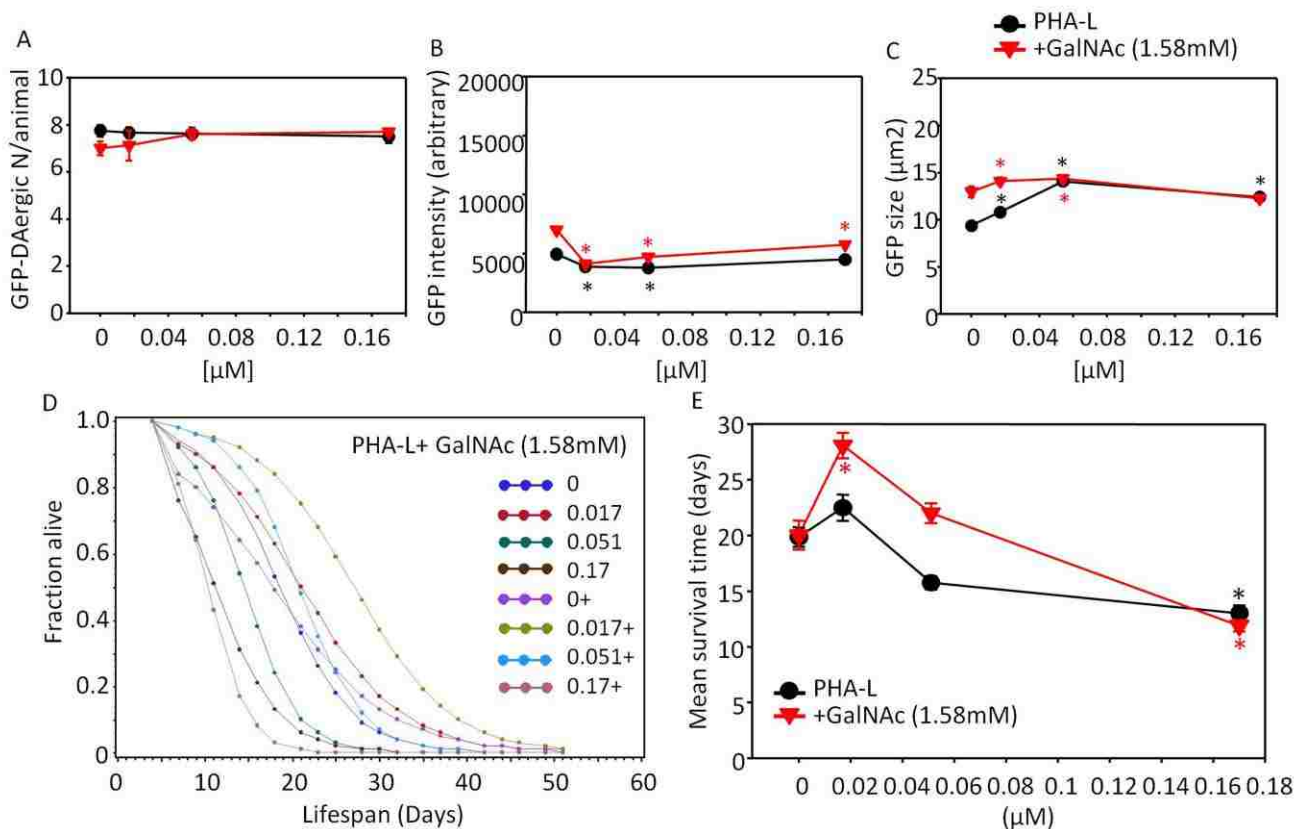 PHA-L
+GalNAc (1.58mM)
A
GFP-DAergic N/animal
10
8
6
4
2
0
0 0.04 0.08 0.12 0.16
[µM]
B
GFP intensity (arbitrary)
20000
15000
10000
5000
0
* * *
* *
0 0.04 0.08 0.12 0.16
[µM]
C
GFP size (µm2)
25
20
15
10
5
0
* * *
* *
0 0.04 0.08 0.12 0.16
[µM]
D
Fraction alive
1.0
0.8
0.6
0.4
0.2
0
PHA-L+ GalNAc (1.58mM)
0
0.017
0.051
0.17
0+
0.017+
0.051+
0.17+
0 10 20 30 40 50 60
Lifespan (Days)
E
Mean survival time (days)
30
25
20
15
10
5
0
*
*
*
PHA-L
+GalNAc (1.58mM)
0 0.02 0.04 0.06 0.08 0.1 0.12 0.14 0.16 0.18
(µM)